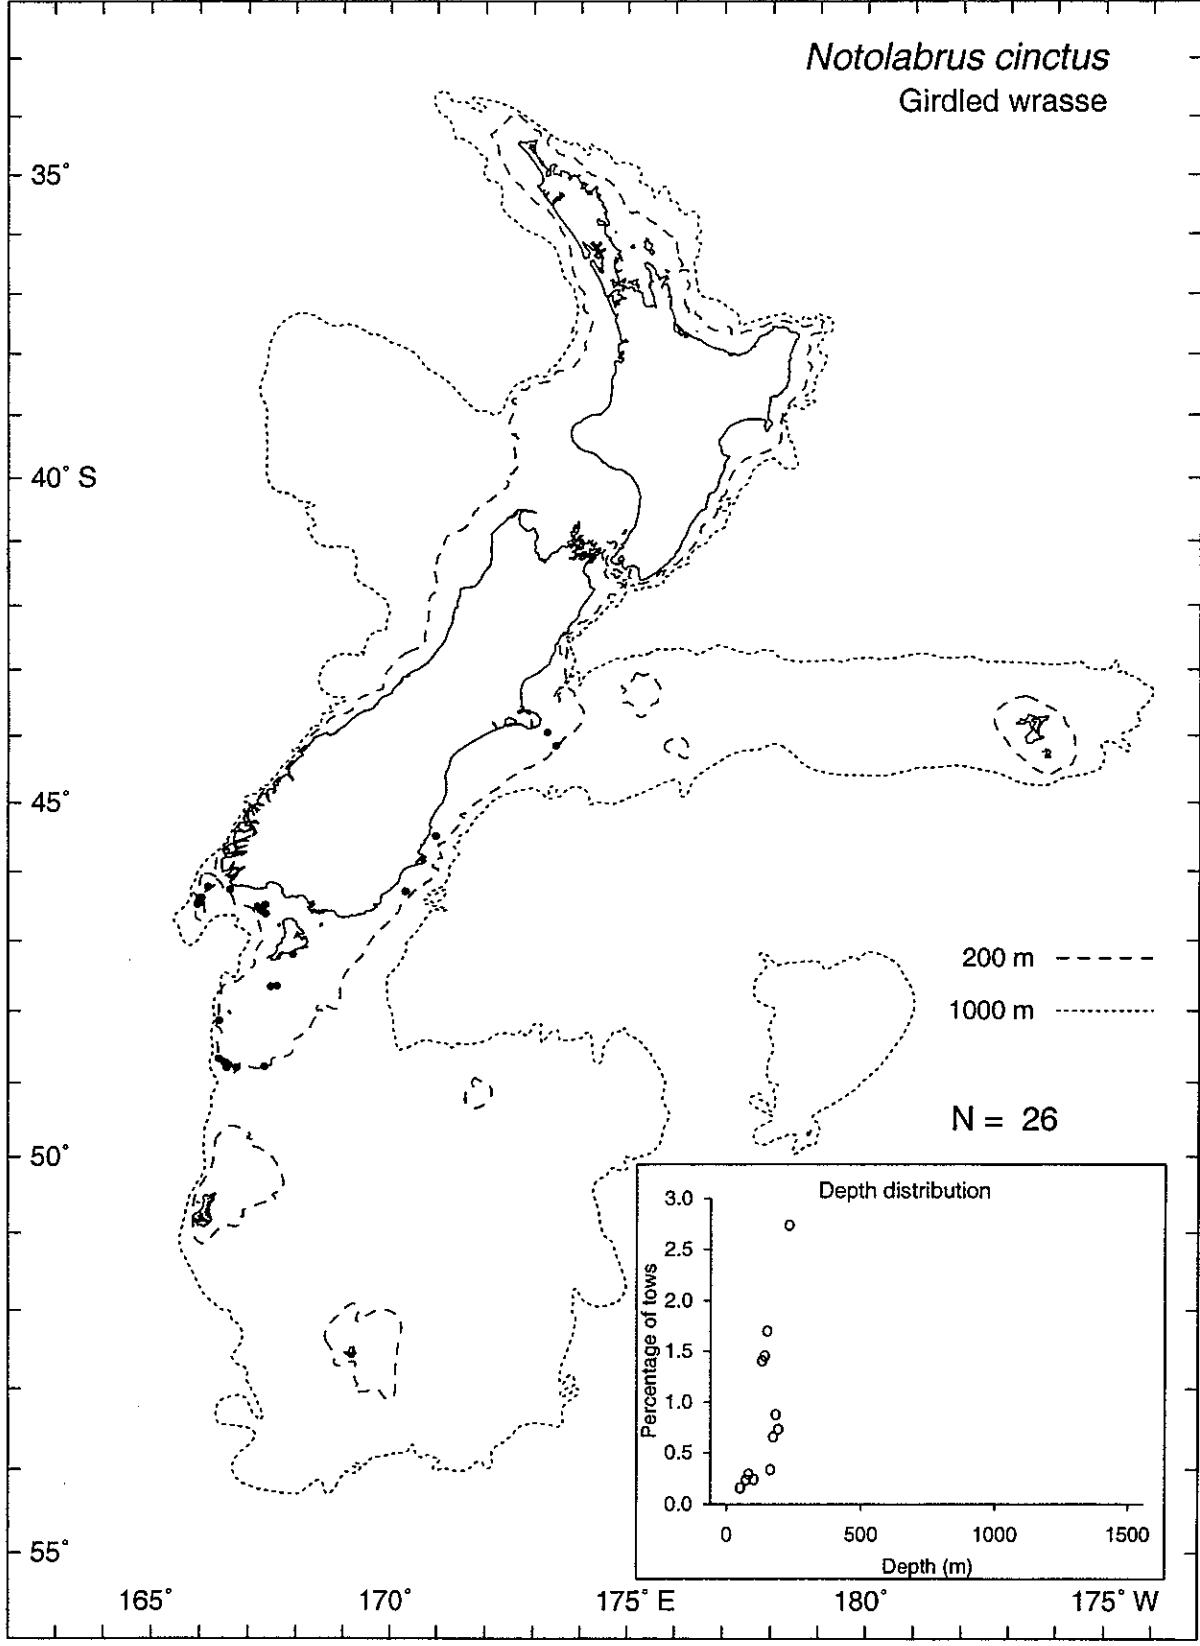 Notolabrus cinctus
Girdled wrasse
35°
40° S
45°
200 m
1000 m
N = 26
50°
Depth distribution
3.0
2.5
2.0
1.5
1.0
0.5
0.0
Percentage of tows
0 500 1000 1500
Depth (m)
55°
165° 170° 175° E 180° 175° W